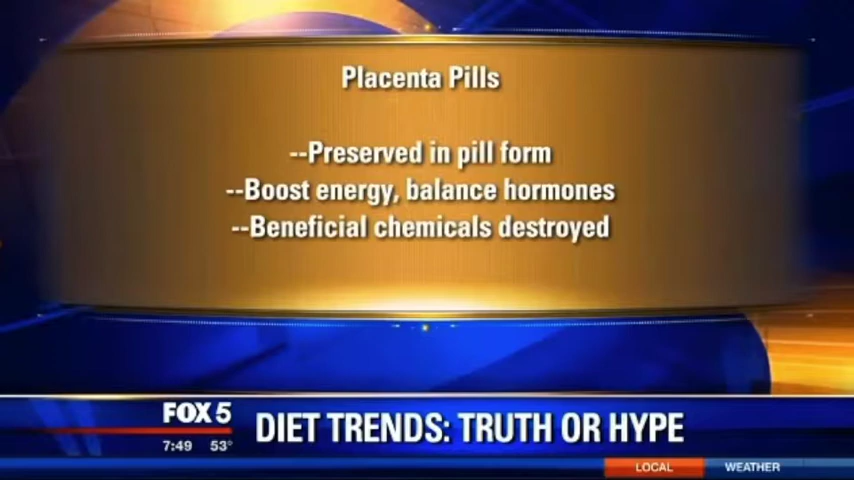 Placenta Pills
--Preserved in pill form
--Boost energy, balance hormones
--Beneficial chemicals destroyed
FOX 5
7:49 53°
DIET TRENDS: TRUTH OR HYPE
LOCAL
WEATHER